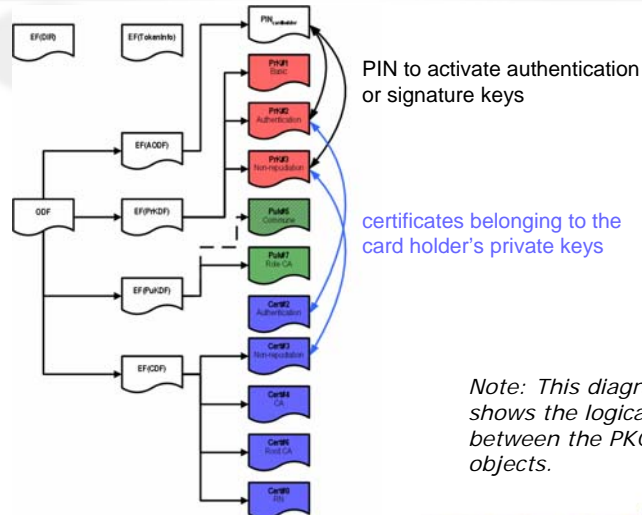 EF(DIR)
EF(TokenInfo)
PIN cardholder
PrK#1
Basic
PrK#2
Authentication
PrK#3
Non-repudiation
EF(AODF)
ODF
EF(PrKDF)
PuK#6
Commune
PuK#7
Role CA
EF(PuKDF)
Cert#2
Authentication
Cert#3
Non-repudiation
EF(CDF)
Cert#4
CA
Cert#6
Root CA
Cert#8
RN
PIN to activate authentication
or signature keys
certificates belonging to the
card holder's private keys
Note: This diagr
shows the logica
between the PKC
objects.